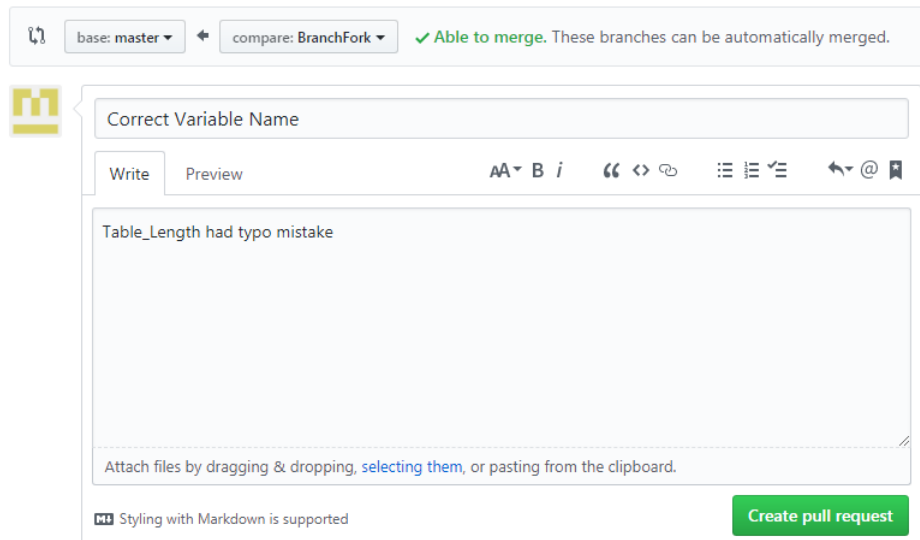 base: master compare: BranchFork Able to merge. These branches can be automatically merged.
Correct Variable Name
Write Preview AA B i @
Table_Length had typo mistake
Attach files by dragging & dropping, selecting them, or pasting from the clipboard.
Styling with Markdown is supported Create pull request